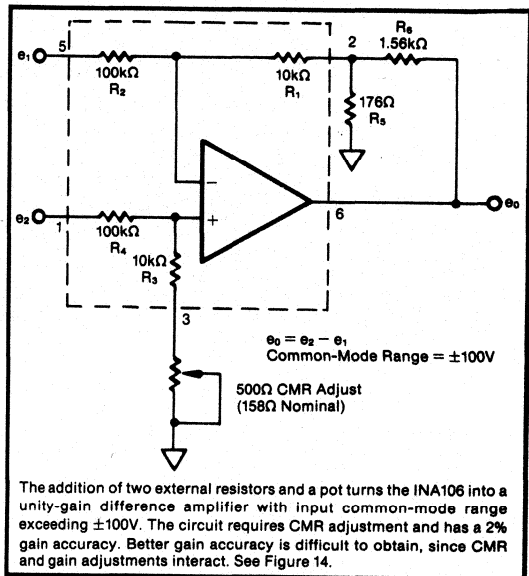 R₆
1.56kΩ
e₁
5
100kΩ
R₂
10kΩ
R₁
2
176Ω
R₅
−
+
e₂
1
100kΩ
R₄
10kΩ
R₃
6
e₀
3
e₀ = e₂ − e₁
Common-Mode Range = ±100V
500Ω CMR Adjust
(158Ω Nominal)
The addition of two external resistors and a pot turns the INA106 into a
unity-gain difference amplifier with input common-mode range
exceeding ±100V. The circuit requires CMR adjustment and has a 2%
gain accuracy. Better gain accuracy is difficult to obtain, since CMR
and gain adjustments interact. See Figure 14.